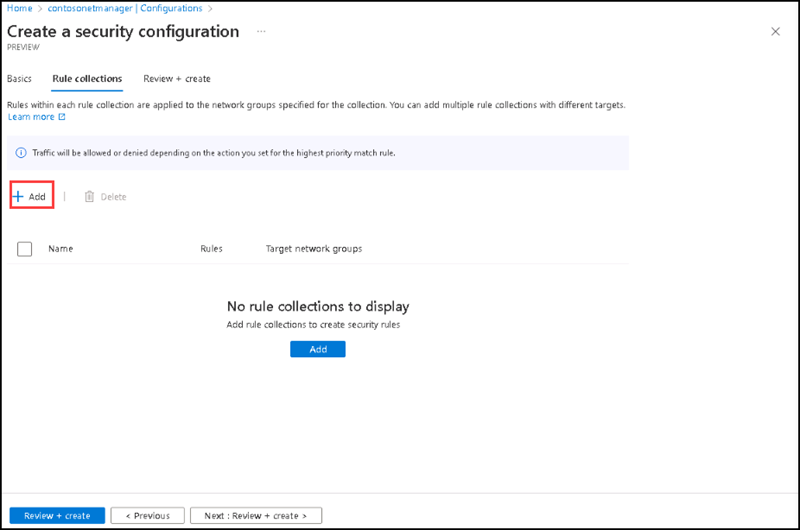 Home > contosonetmanager | Configurations >
Create a security configuration ...
PREVIEW
Basics Rule collections Review + create
Rules within each rule collection are applied to the network groups specified for the collection. You can add multiple rule collections with different targets.
Learn more
Traffic will be allowed or denied depending on the action you set for the highest priority match rule.
+ Add | Delete
Name Rules Target network groups
No rule collections to display
Add rule collections to create security rules
Add
Review + create < Previous Next : Review + create >